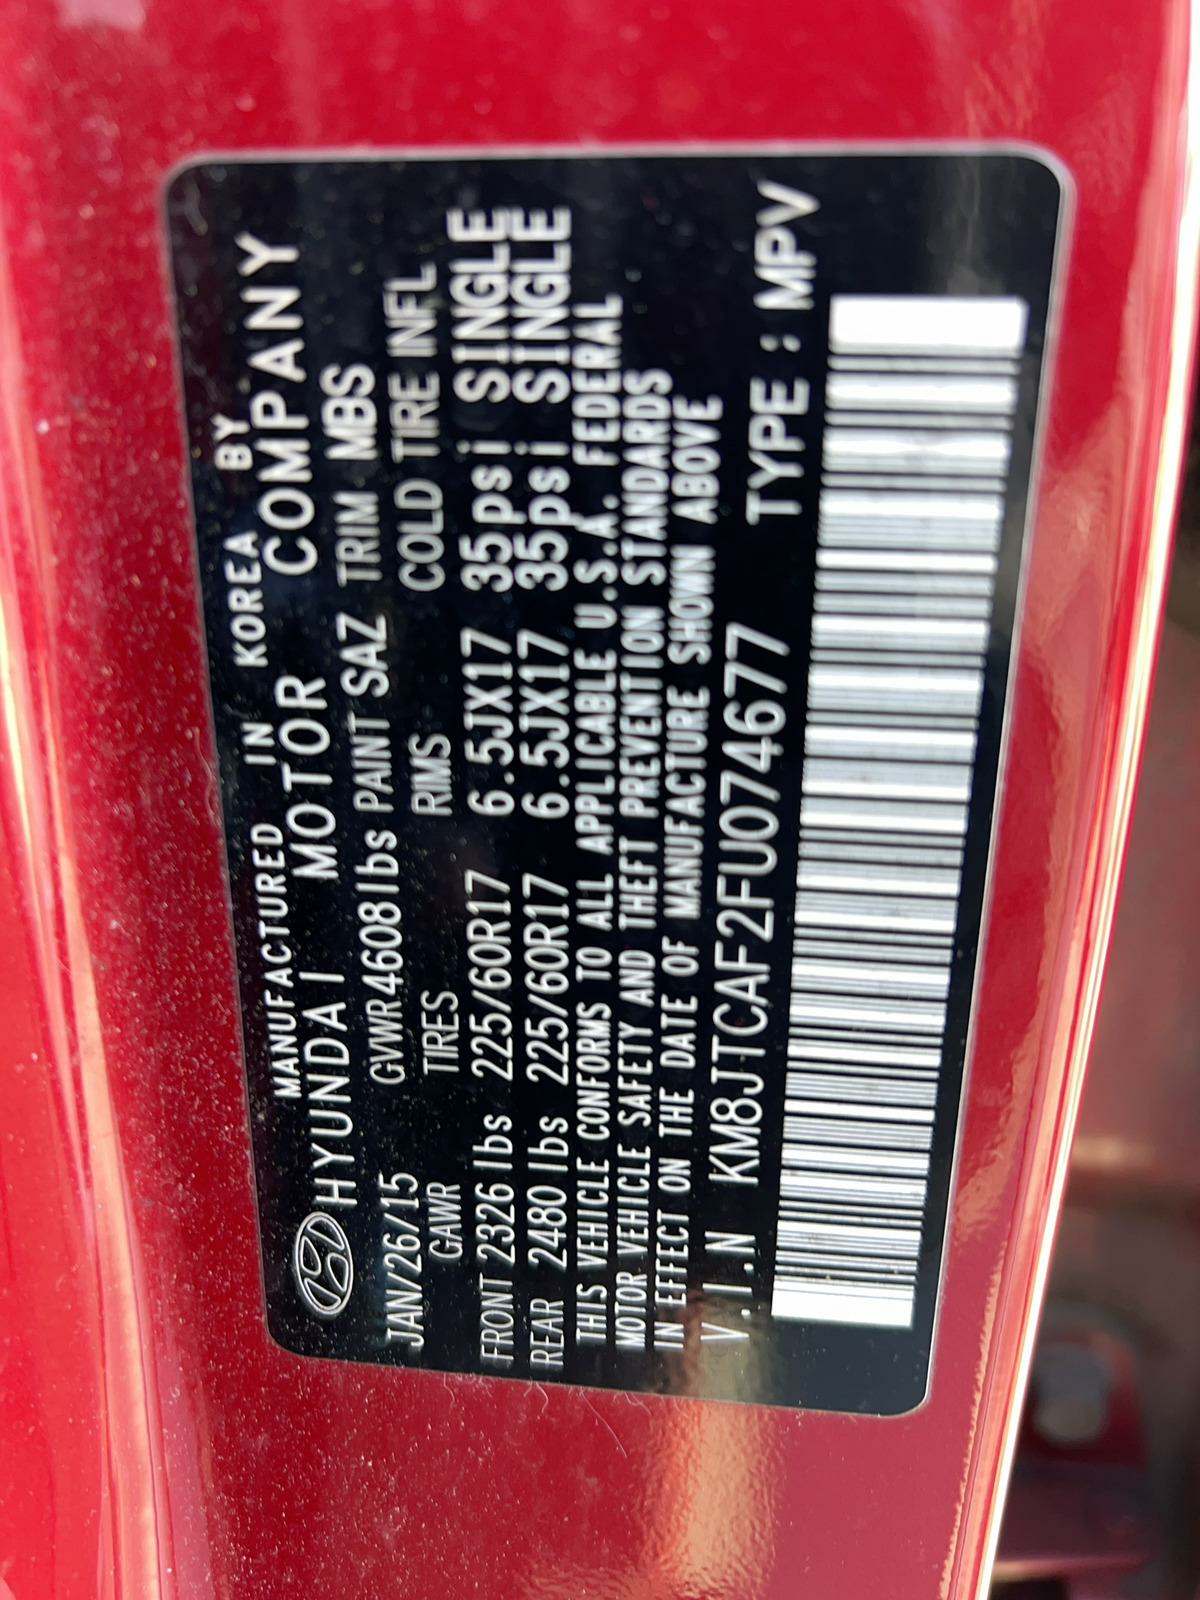 MANUFACTURED IN KOREA BY
HYUNDAI MOTOR COMPANY
JAN/26/15 GVWR4608lbs PAINT SAZ TRIM MBS
GAWR TIRES RIMS COLD TIRE INFL
FRONT 2326 lbs 225/60R17 6.5JX17 35psi SINGLE
REAR 2480 lbs 225/60R17 6.5JX17 35psi SINGLE
THIS VEHICLE CONFORMS TO ALL APPLICABLE U.S.A. FEDERAL
MOTOR VEHICLE SAFETY AND THEFT PREVENTION STANDARDS
IN EFFECT ON THE DATE OF MANUFACTURE SHOWN ABOVE
V.I.N KM8JTCAF2FU074677 TYPE : MPV